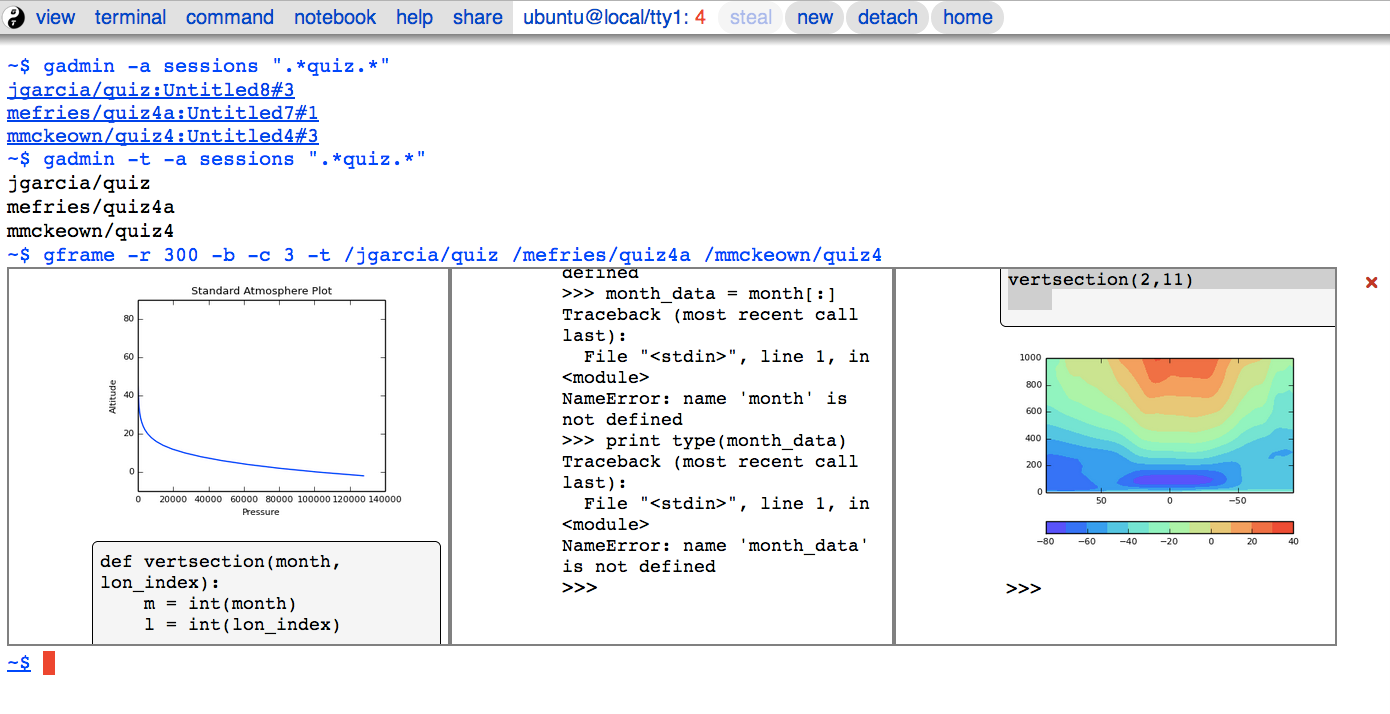 view terminal command notebook help share ubuntu@local/tty1: 4 steal new detach home
~$ gadmin -a sessions ".*quiz.*"
jgarcia/quiz:Untitled8#3
mefries/quiz4a:Untitled7#1
mmckeown/quiz4:Untitled4#3
~$ gadmin -t -a sessions ".*quiz.*"
jgarcia/quiz
mefries/quiz4a
mmckeown/quiz4
~$ gframe -r 300 -b -c 3 -t /jgarcia/quiz /mefries/quiz4a /mmckeown/quiz4
Standard Atmosphere Plot
Altitude
80
60
40
20
0
0 20000 40000 60000 80000 100000 120000 140000
Pressure
def vertsection(month,
lon_index):
    m = int(month)
    l = int(lon_index)
defined
>>> month_data = month[:]
Traceback (most recent call
last):
  File "<stdin>", line 1, in
<module>
NameError: name 'month' is
not defined
>>> print type(month_data)
Traceback (most recent call
last):
  File "<stdin>", line 1, in
<module>
NameError: name 'month_data'
is not defined
>>>
vertsection(2,11)
1000
800
600
400
200
0
50 0 −50
−80 −60 −40 −20 0 20 40
>>>
~$